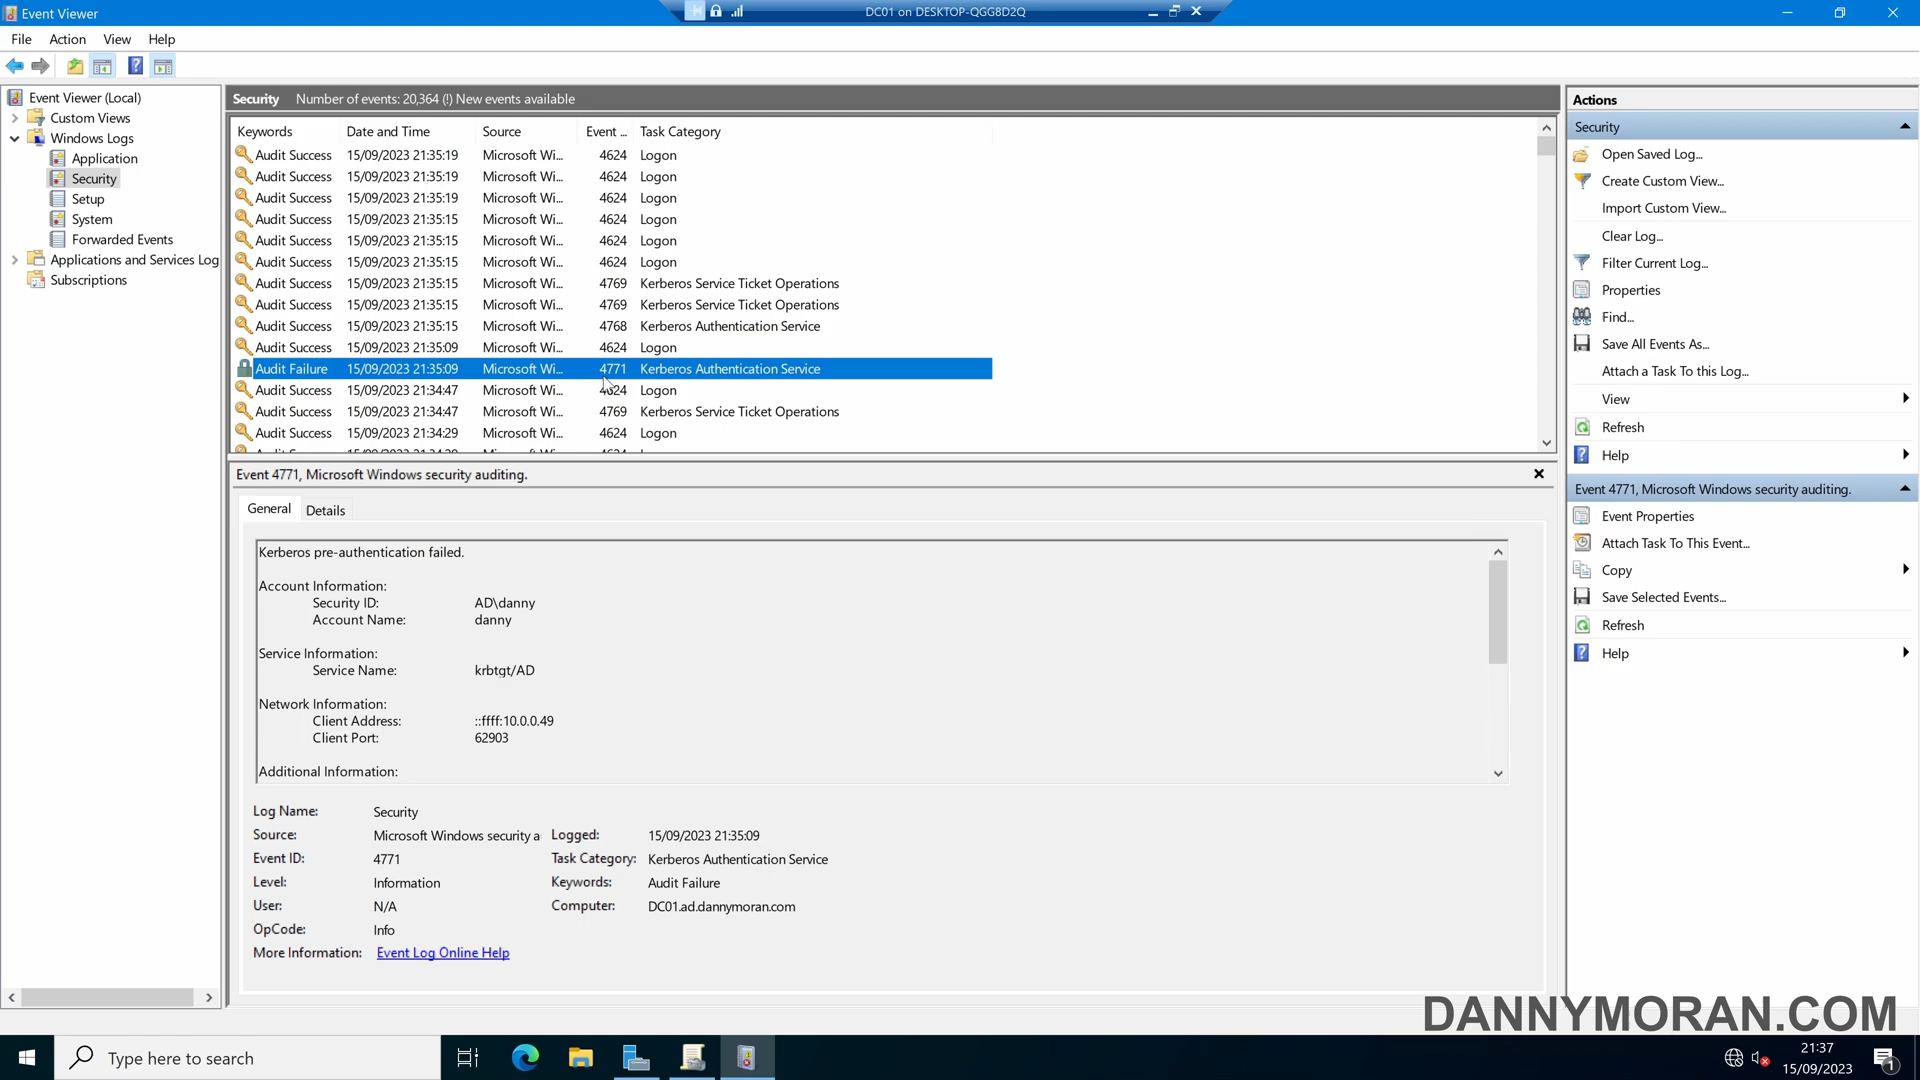 Event Viewer
DC01 on DESKTOP-QGG8D2Q
File Action View Help
Event Viewer (Local)
Custom Views
Windows Logs
Application
Security
Setup
System
Forwarded Events
Applications and Services Log
Subscriptions
Security Number of events: 20,364 (!) New events available
Keywords Date and Time Source Event ... Task Category
Audit Success 15/09/2023 21:35:19 Microsoft Wi... 4624 Logon
Audit Success 15/09/2023 21:35:19 Microsoft Wi... 4624 Logon
Audit Success 15/09/2023 21:35:19 Microsoft Wi... 4624 Logon
Audit Success 15/09/2023 21:35:15 Microsoft Wi... 4624 Logon
Audit Success 15/09/2023 21:35:15 Microsoft Wi... 4624 Logon
Audit Success 15/09/2023 21:35:15 Microsoft Wi... 4624 Logon
Audit Success 15/09/2023 21:35:15 Microsoft Wi... 4769 Kerberos Service Ticket Operations
Audit Success 15/09/2023 21:35:15 Microsoft Wi... 4769 Kerberos Service Ticket Operations
Audit Success 15/09/2023 21:35:15 Microsoft Wi... 4768 Kerberos Authentication Service
Audit Success 15/09/2023 21:35:09 Microsoft Wi... 4624 Logon
Audit Failure 15/09/2023 21:35:09 Microsoft Wi... 4771 Kerberos Authentication Service
Audit Success 15/09/2023 21:34:47 Microsoft Wi... 4624 Logon
Audit Success 15/09/2023 21:34:47 Microsoft Wi... 4769 Kerberos Service Ticket Operations
Audit Success 15/09/2023 21:34:29 Microsoft Wi... 4624 Logon
Event 4771, Microsoft Windows security auditing.
General Details
Kerberos pre-authentication failed.
Account Information:
Security ID: AD\danny
Account Name: danny
Service Information:
Service Name: krbtgt/AD
Network Information:
Client Address: ::ffff:10.0.0.49
Client Port: 62903
Additional Information:
Log Name: Security
Source: Microsoft Windows security a Logged: 15/09/2023 21:35:09
Event ID: 4771 Task Category: Kerberos Authentication Service
Level: Information Keywords: Audit Failure
User: N/A Computer: DC01.ad.dannymoran.com
OpCode: Info
More Information: Event Log Online Help
Actions
Security
Open Saved Log...
Create Custom View...
Import Custom View...
Clear Log...
Filter Current Log...
Properties
Find...
Save All Events As...
Attach a Task To this Log...
View
Refresh
Help
Event 4771, Microsoft Windows security auditing.
Event Properties
Attach Task To This Event...
Copy
Save Selected Events...
Refresh
Help
DANNYMORAN.COM
Type here to search
21:37
15/09/2023
1